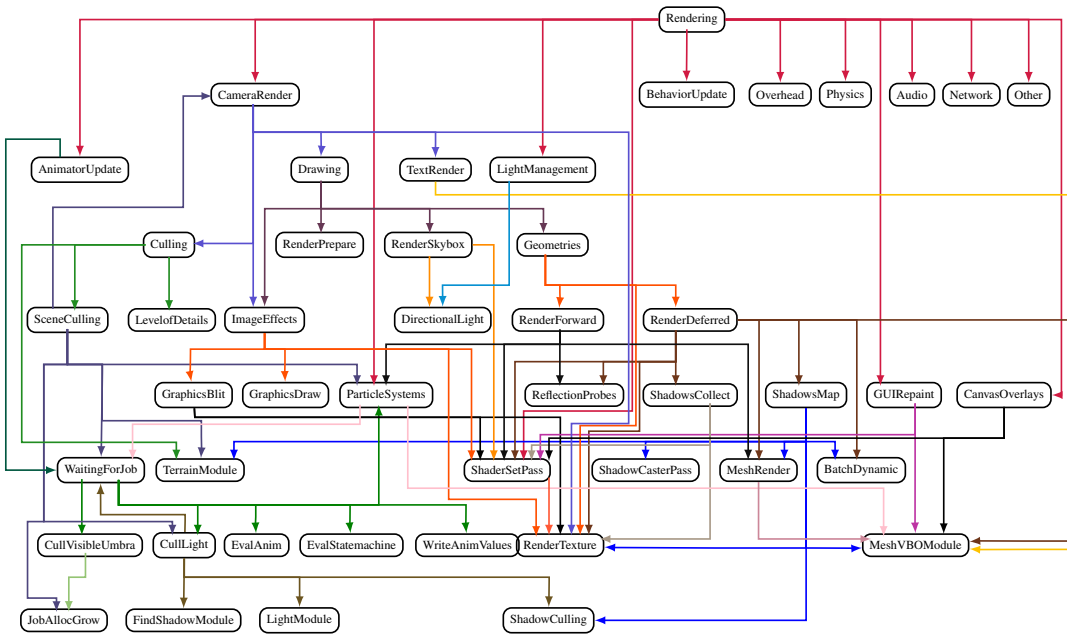 Rendering
CameraRender
BehaviorUpdate
Overhead
Physics
Audio
Network
Other
AnimatorUpdate
Drawing
TextRender
LightManagement
Culling
RenderPrepare
RenderSkybox
Geometries
SceneCulling
LevelofDetails
ImageEffects
DirectionalLight
RenderForward
RenderDeferred
GraphicsBlit
GraphicsDraw
ParticleSystems
ReflectionProbes
ShadowsCollect
ShadowsMap
GUIRepaint
CanvasOverlays
WaitingForJob
TerrainModule
ShaderSetPass
ShadowCasterPass
MeshRender
BatchDynamic
CullVisibleUmbra
CullLight
EvalAnim
EvalStatemachine
WriteAnimValues
RenderTexture
MeshVBOModule
JobAllocGrow
FindShadowModule
LightModule
ShadowCulling